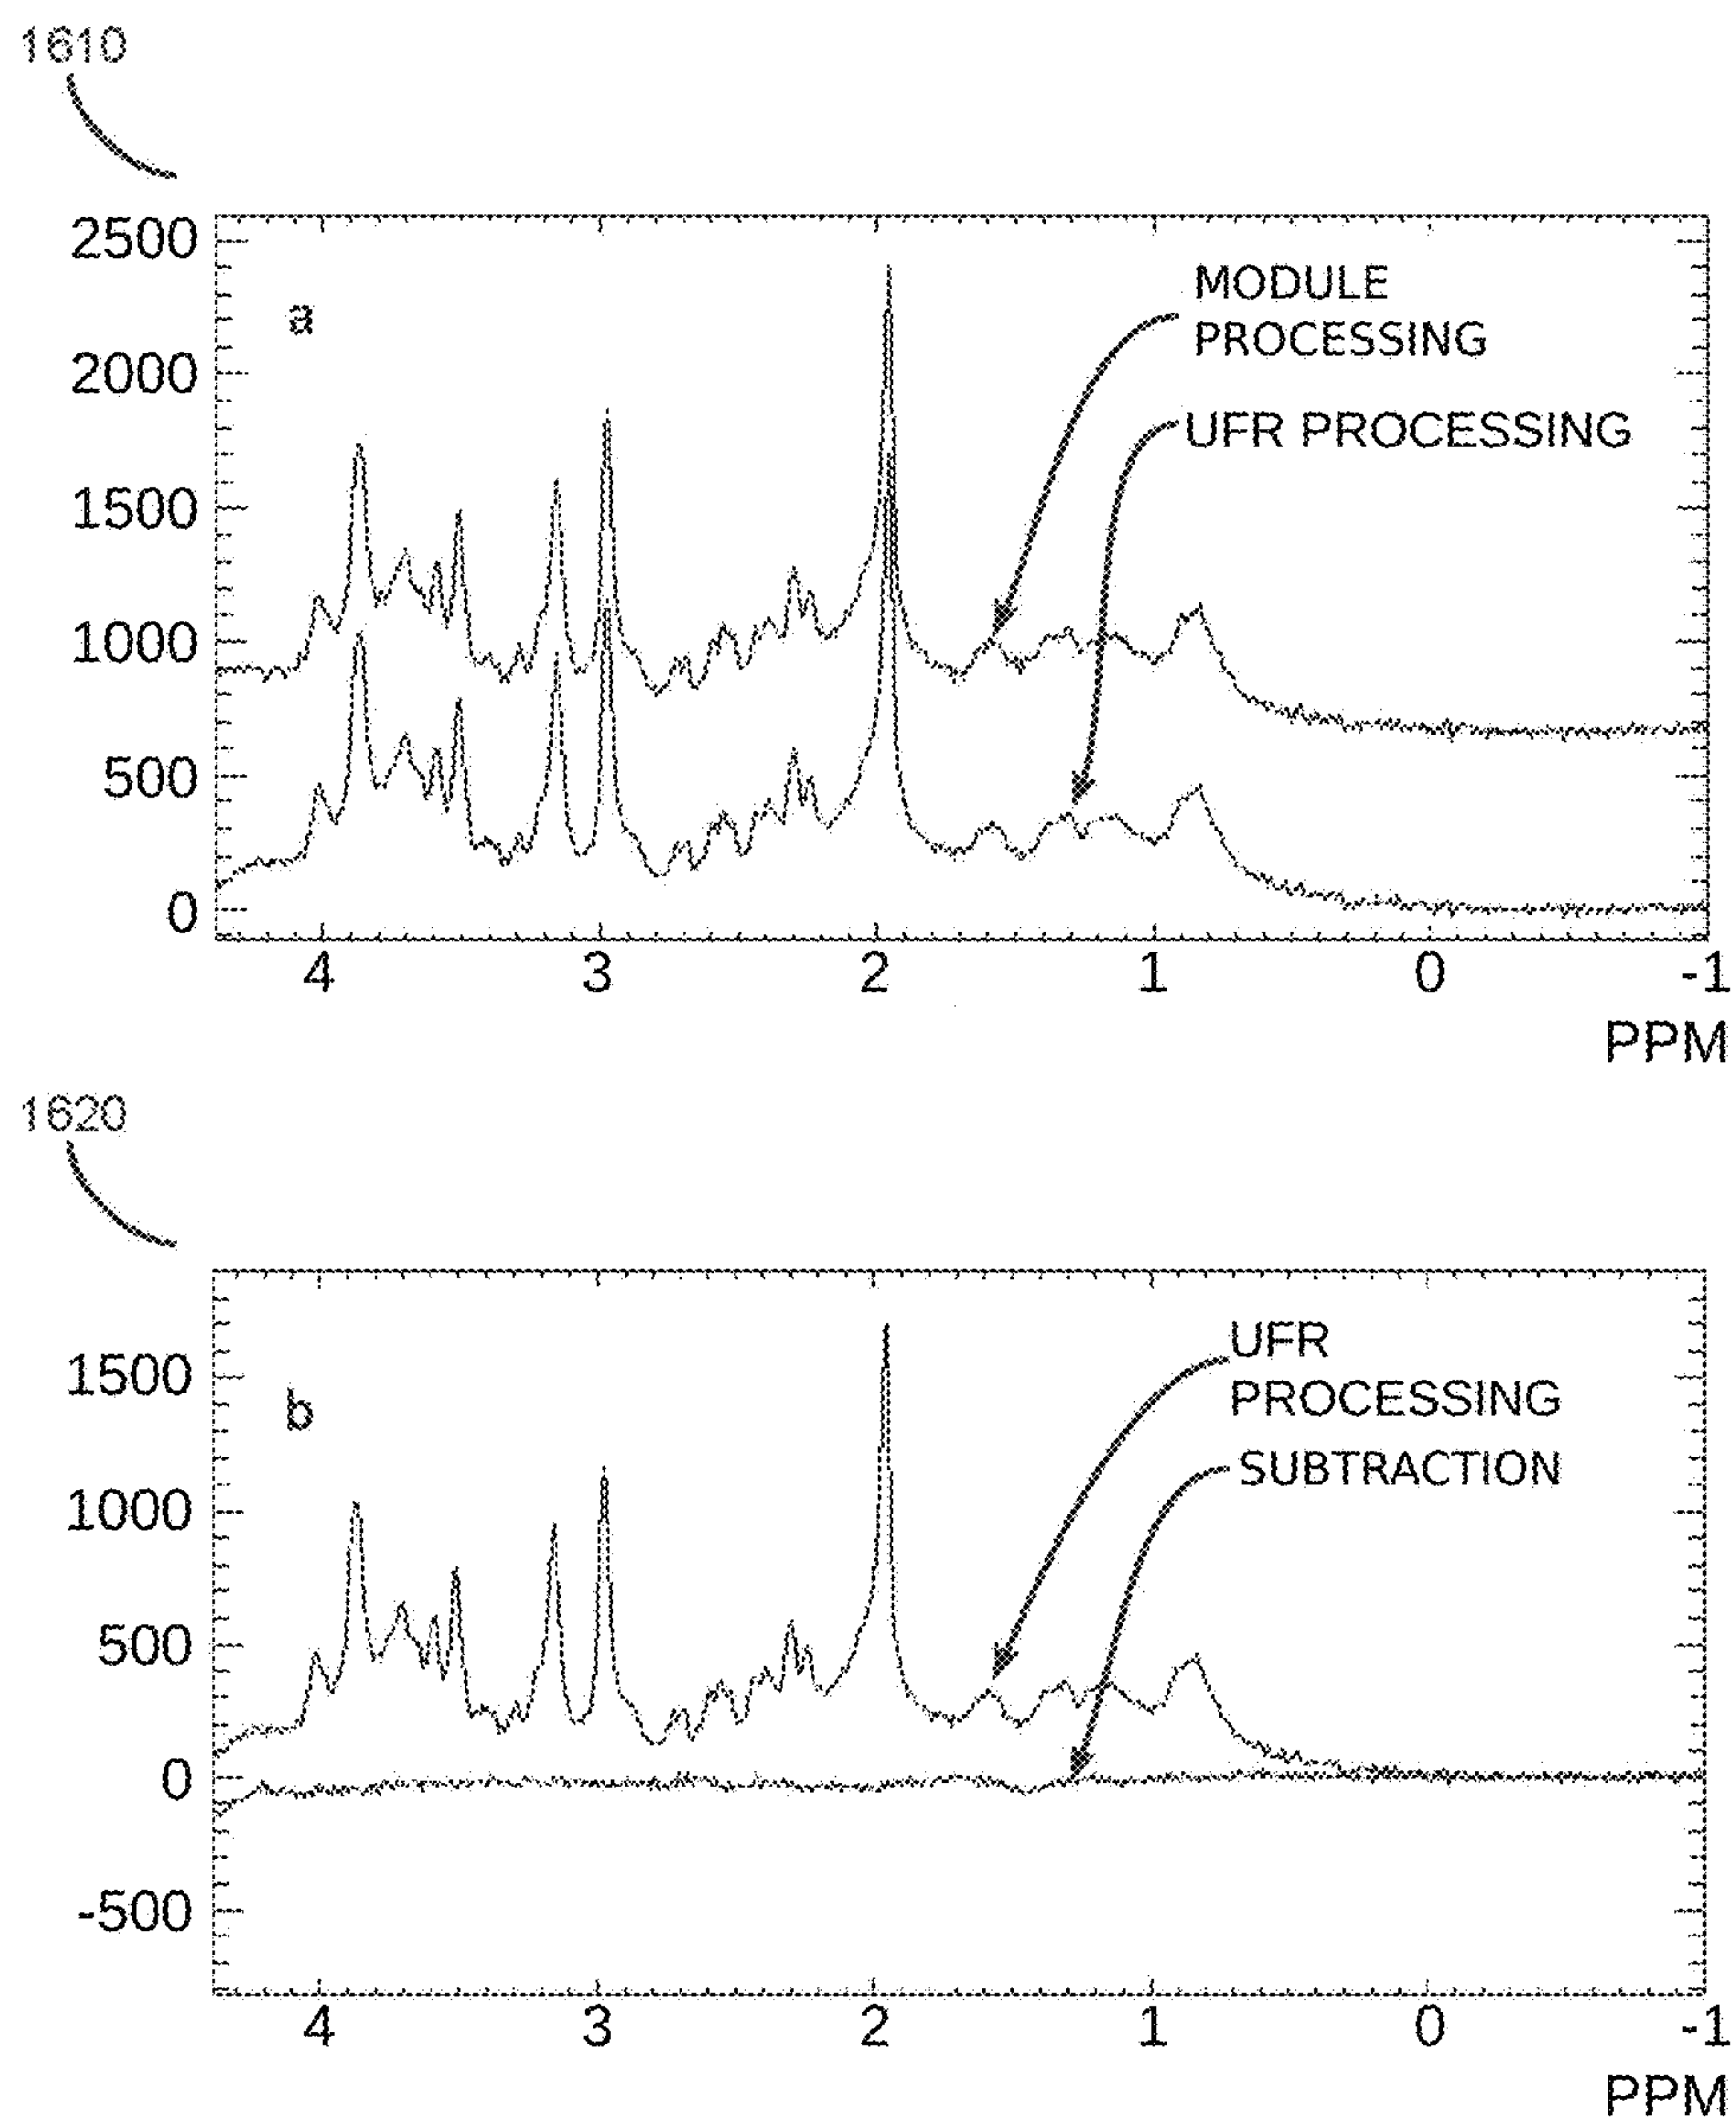 1610
2500
a
MODULE
PROCESSING
2000
UFR PROCESSING
1500
1000
500
0
4 3 2 1 0 -1
PPM
1620
UFR
1500
b
PROCESSING
SUBTRACTION
1000
500
0
-500
4 3 2 1 0 -1
PPM